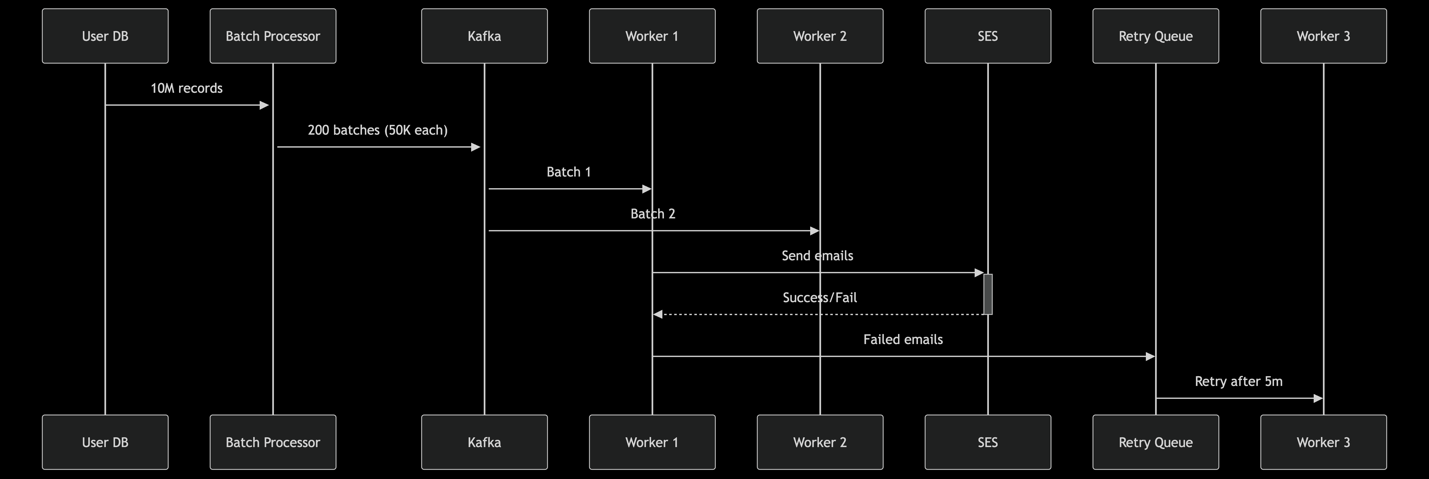 User DB
Batch Processor
Kafka
Worker 1
Worker 2
SES
Retry Queue
Worker 3
10M records
200 batches (50K each)
Batch 1
Batch 2
Send emails
Success/Fail
Failed emails
Retry after 5m
User DB
Batch Processor
Kafka
Worker 1
Worker 2
SES
Retry Queue
Worker 3